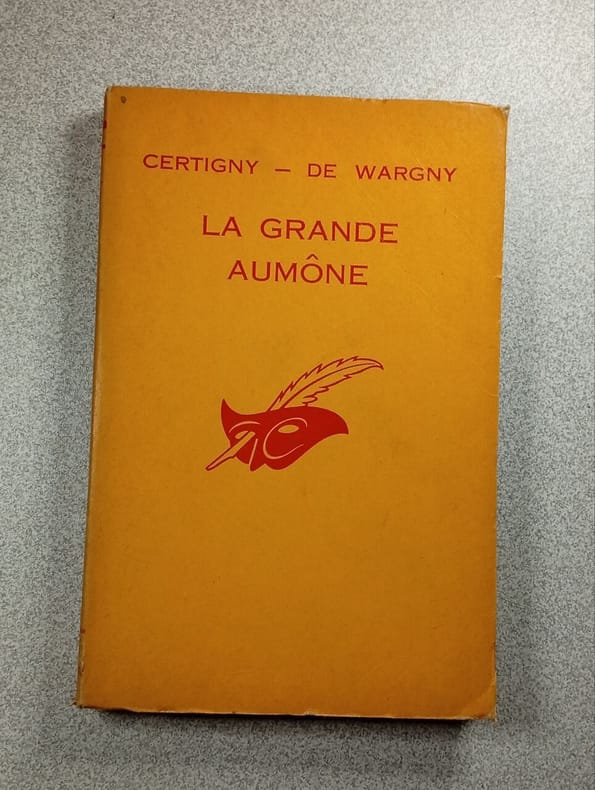 CERTIGNY – DE WARGNY
LA GRANDE
AUMÔNE